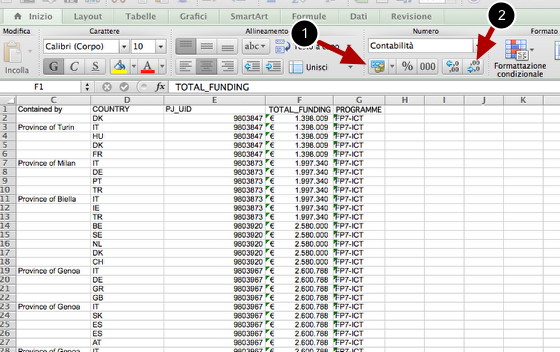 Inizio Layout Tabelle Grafici SmartArt Formule Dati Revisione
Modifica Carattere Allineamento Numero Formato
Incolla Calibri (Corpo) 10 abc Contabilità
G C S A A Unisci % 000 Formattazione condizionale
1 2
F1 fx TOTAL_FUNDING
C D E F G H I J K
1 Contained by COUNTRY PJ_UID TOTAL_FUNDING PROGRAMME
2 DK 9803847 € 1.398.009 FP7-ICT
3 Province of Turin IT 9803847 € 1.398.009 FP7-ICT
4 HU 9803847 € 1.398.009 FP7-ICT
5 DK 9803847 € 1.398.009 FP7-ICT
6 FR 9803847 € 1.398.009 FP7-ICT
7 Province of Milan IT 9803873 € 1.997.340 FP7-ICT
8 DE 9803873 € 1.997.340 FP7-ICT
9 PT 9803873 € 1.997.340 FP7-ICT
10 TR 9803873 € 1.997.340 FP7-ICT
11 Province of Biella IT 9803873 € 1.997.340 FP7-ICT
12 IE 9803873 € 1.997.340 FP7-ICT
13 TR 9803873 € 1.997.340 FP7-ICT
14 BE 9803920 € 2.580.000 FP7-ICT
15 SE 9803920 € 2.580.000 FP7-ICT
16 NL 9803920 € 2.580.000 FP7-ICT
17 DK 9803920 € 2.580.000 FP7-ICT
18 CH 9803920 € 2.580.000 FP7-ICT
19 Province of Genoa IT 9803967 € 2.600.788 FP7-ICT
20 DE 9803967 € 2.600.788 FP7-ICT
21 GR 9803967 € 2.600.788 FP7-ICT
22 GB 9803967 € 2.600.788 FP7-ICT
23 Province of Genoa IT 9803967 € 2.600.788 FP7-ICT
24 SK 9803967 € 2.600.788 FP7-ICT
25 ES 9803967 € 2.600.788 FP7-ICT
26 ES 9803967 € 2.600.788 FP7-ICT
27 AT 9803967 € 2.600.788 FP7-ICT
28 Province of Genoa IT 9803967 € 2.600.788 FP7-ICT